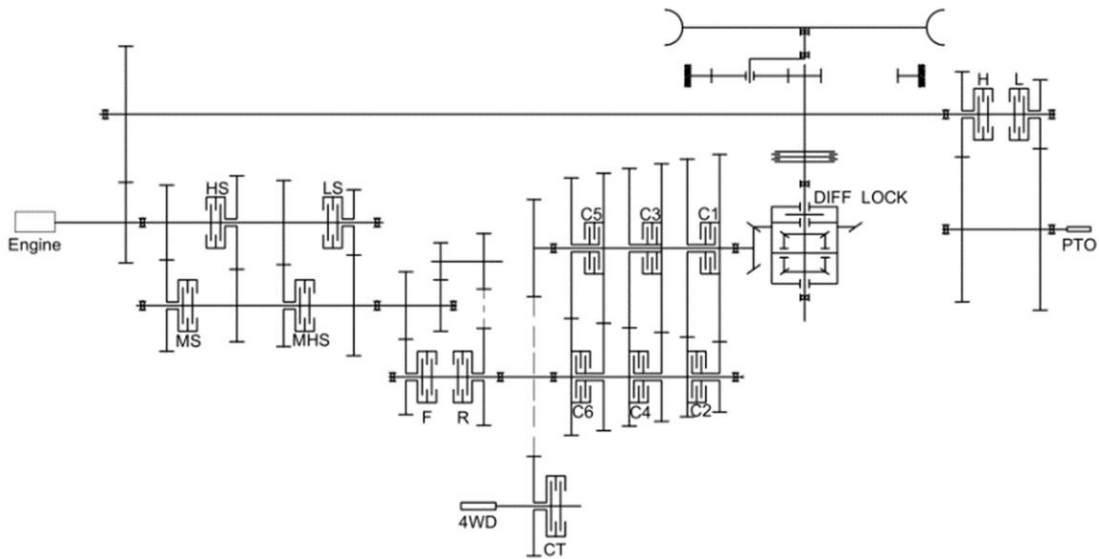 H L
HS LS
DIFF LOCK
C5 C3 C1
Engine
PTO
MS MHS
F R
C6 C4 C2
4WD
CT